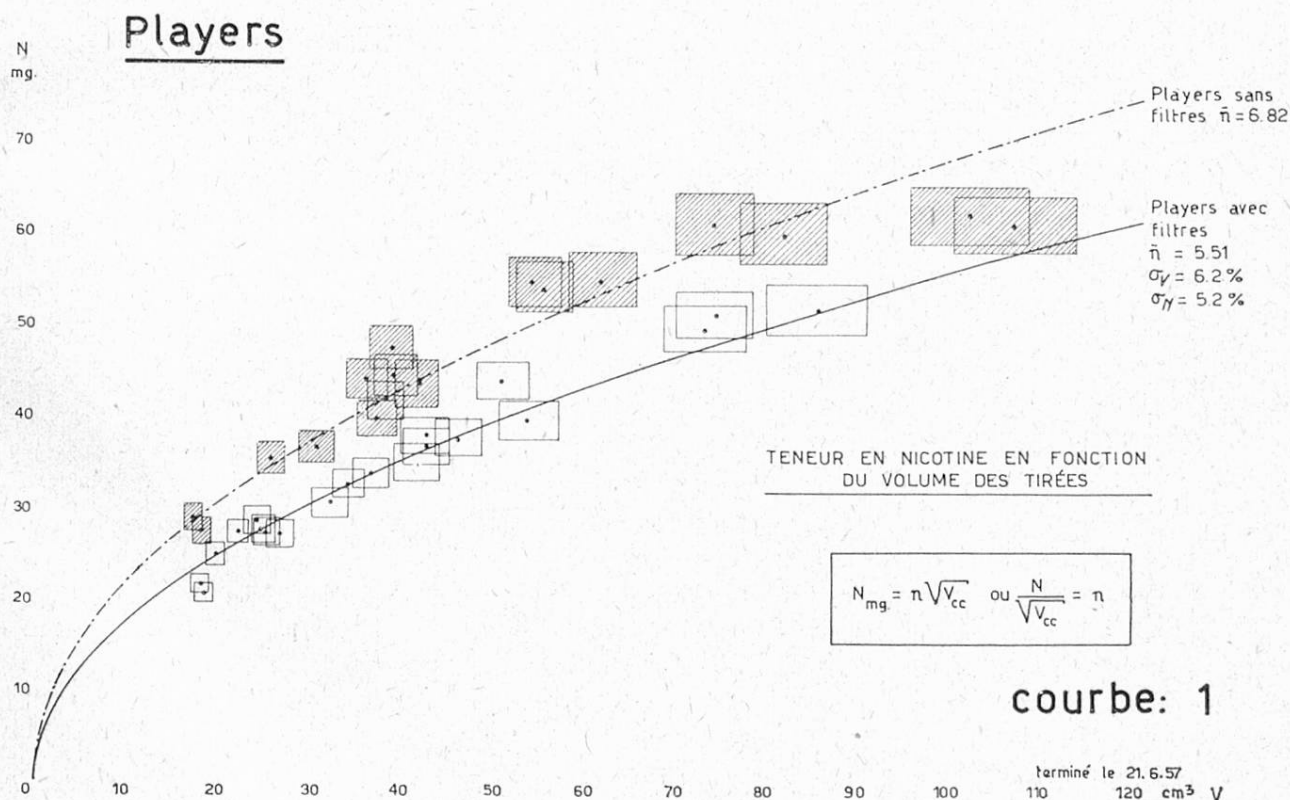 Players
N
mg.
70
60
50
40
30
20
10
0
10
20
30
40
50
60
70
80
90
100
110
120
cm³ V
Players sans
filtres n̄ = 6.82
Players avec
filtres
n̄ = 5.51
σV = 6.2 %
σN = 5.2 %
TENEUR EN NICOTINE EN FONCTION
DU VOLUME DES TIRÉES
N mg. = n √Vcc ou N / √Vcc = n
courbe: 1
terminé le 21.6.57